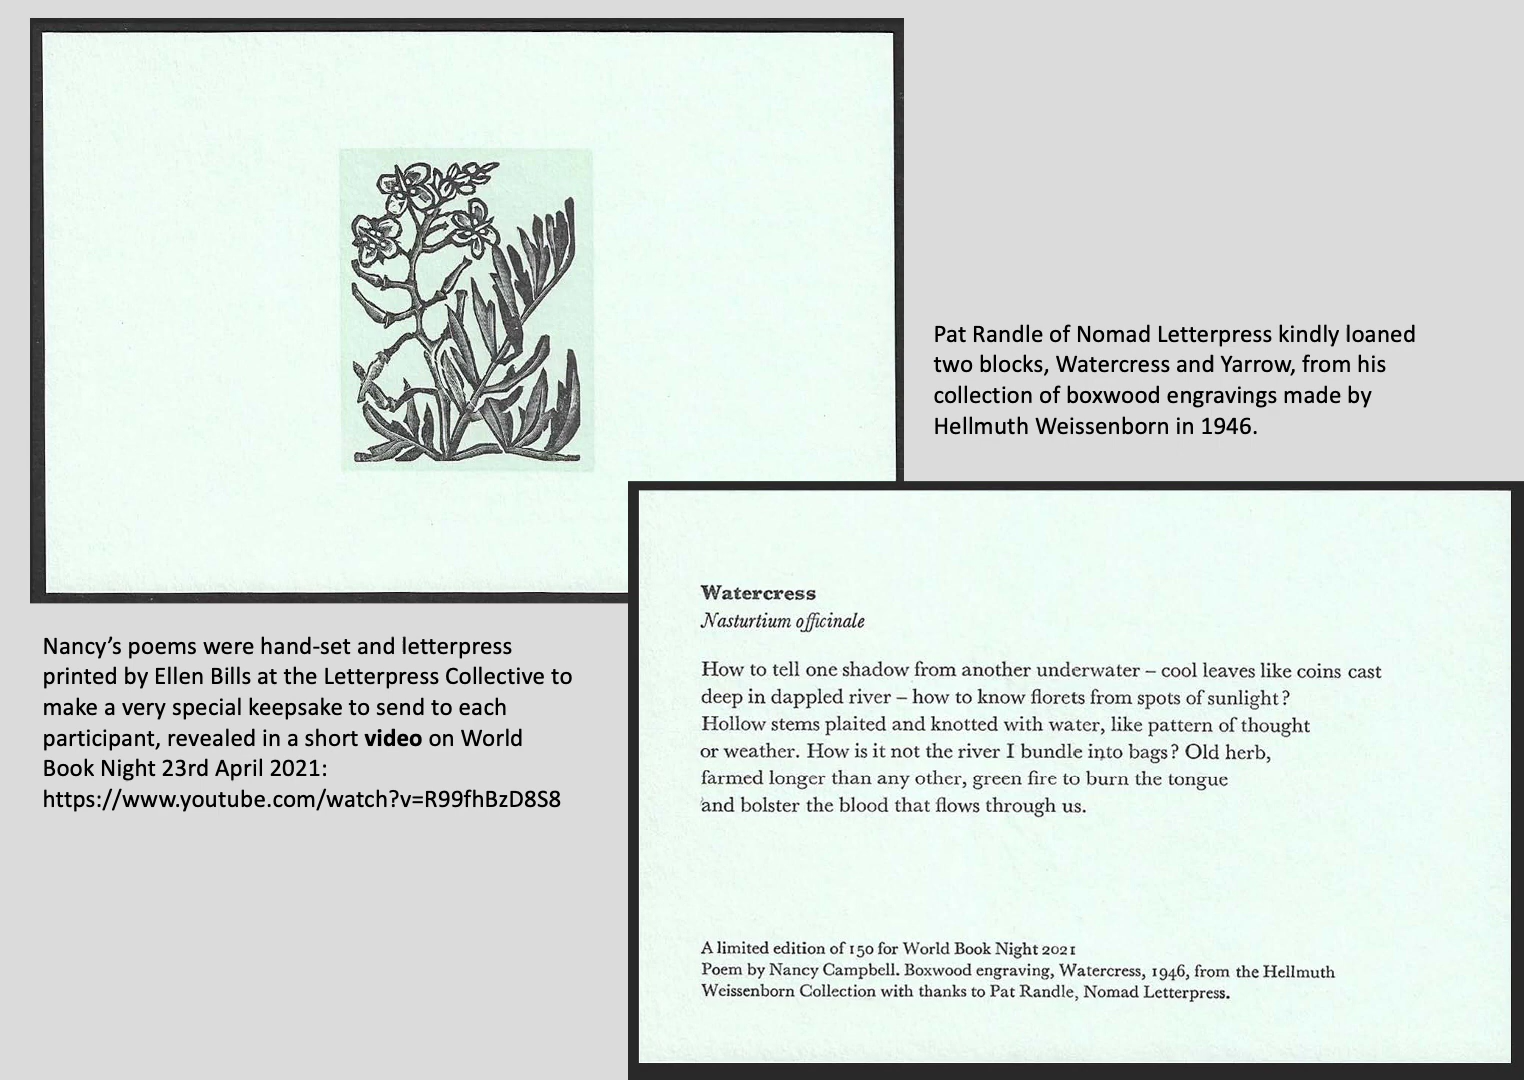 Pat Randle of Nomad Letterpress kindly loaned
two blocks, Watercress and Yarrow, from his
collection of boxwood engravings made by
Hellmuth Weissenborn in 1946.
Nancy’s poems were hand-set and letterpress
printed by Ellen Bills at the Letterpress Collective to
make a very special keepsake to send to each
participant, revealed in a short video on World
Book Night 23rd April 2021:
https://www.youtube.com/watch?v=R99fhBzD8S8
Watercress
Nasturtium officinale
How to tell one shadow from another underwater – cool leaves like coins cast
deep in dappled river – how to know florets from spots of sunlight?
Hollow stems plaited and knotted with water, like pattern of thought
or weather. How is it not the river I bundle into bags? Old herb,
farmed longer than any other, green fire to burn the tongue
and bolster the blood that flows through us.
A limited edition of 150 for World Book Night 2021
Poem by Nancy Campbell. Boxwood engraving, Watercress, 1946, from the Hellmuth
Weissenborn Collection with thanks to Pat Randle, Nomad Letterpress.